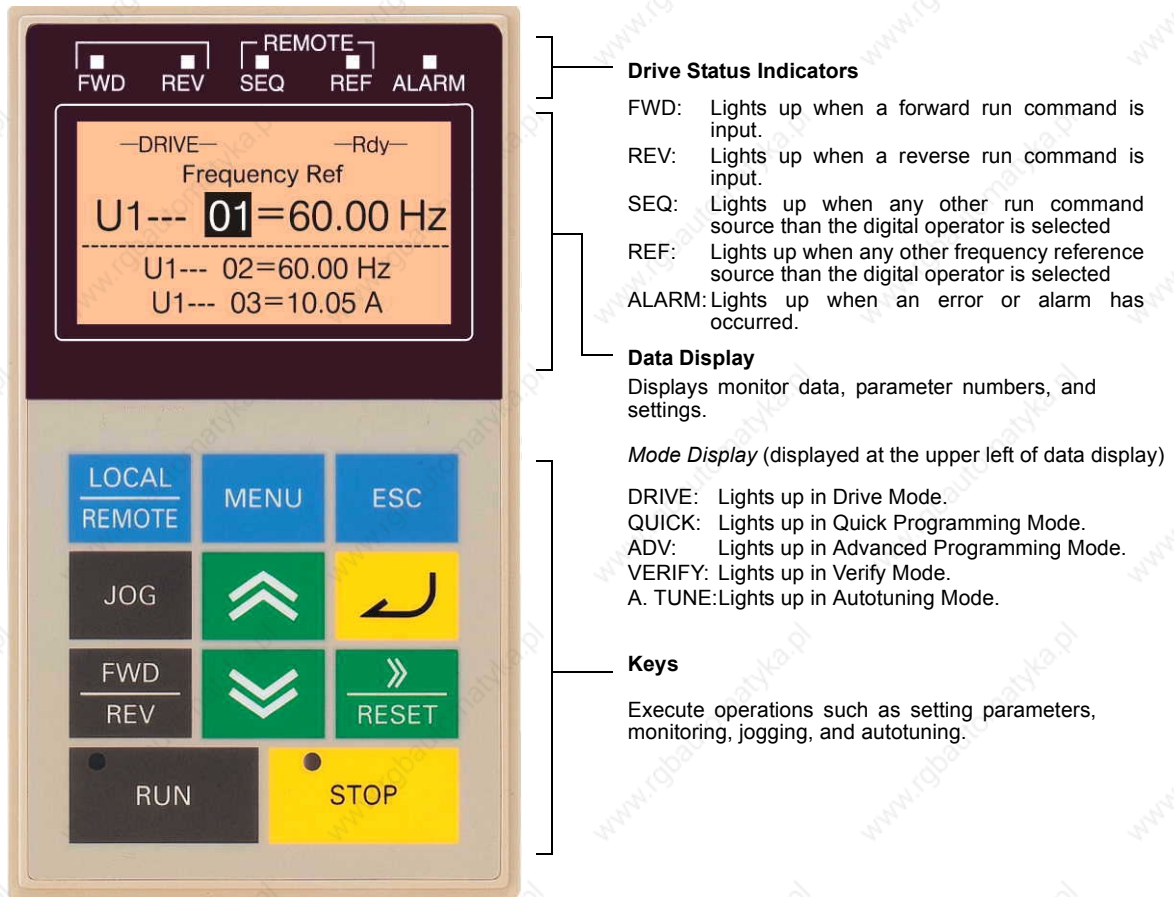 REMOTE
FWD REV SEQ REF ALARM
—DRIVE— —Rdy—
Frequency Ref
U1--- 01=60.00 Hz
U1--- 02=60.00 Hz
U1--- 03=10.05 A
LOCAL
REMOTE
MENU
ESC
JOG
FWD
REV
RESET
RUN
STOP
Drive Status Indicators
FWD: Lights up when a forward run command is
input.
REV: Lights up when a reverse run command is
input.
SEQ: Lights up when any other run command
source than the digital operator is selected
REF: Lights up when any other frequency reference
source than the digital operator is selected
ALARM: Lights up when an error or alarm has
occurred.
Data Display
Displays monitor data, parameter numbers, and
settings.
Mode Display (displayed at the upper left of data display)
DRIVE: Lights up in Drive Mode.
QUICK: Lights up in Quick Programming Mode.
ADV: Lights up in Advanced Programming Mode.
VERIFY: Lights up in Verify Mode.
A. TUNE:Lights up in Autotuning Mode.
Keys
Execute operations such as setting parameters,
monitoring, jogging, and autotuning.
www.rgbautomatyka.pl